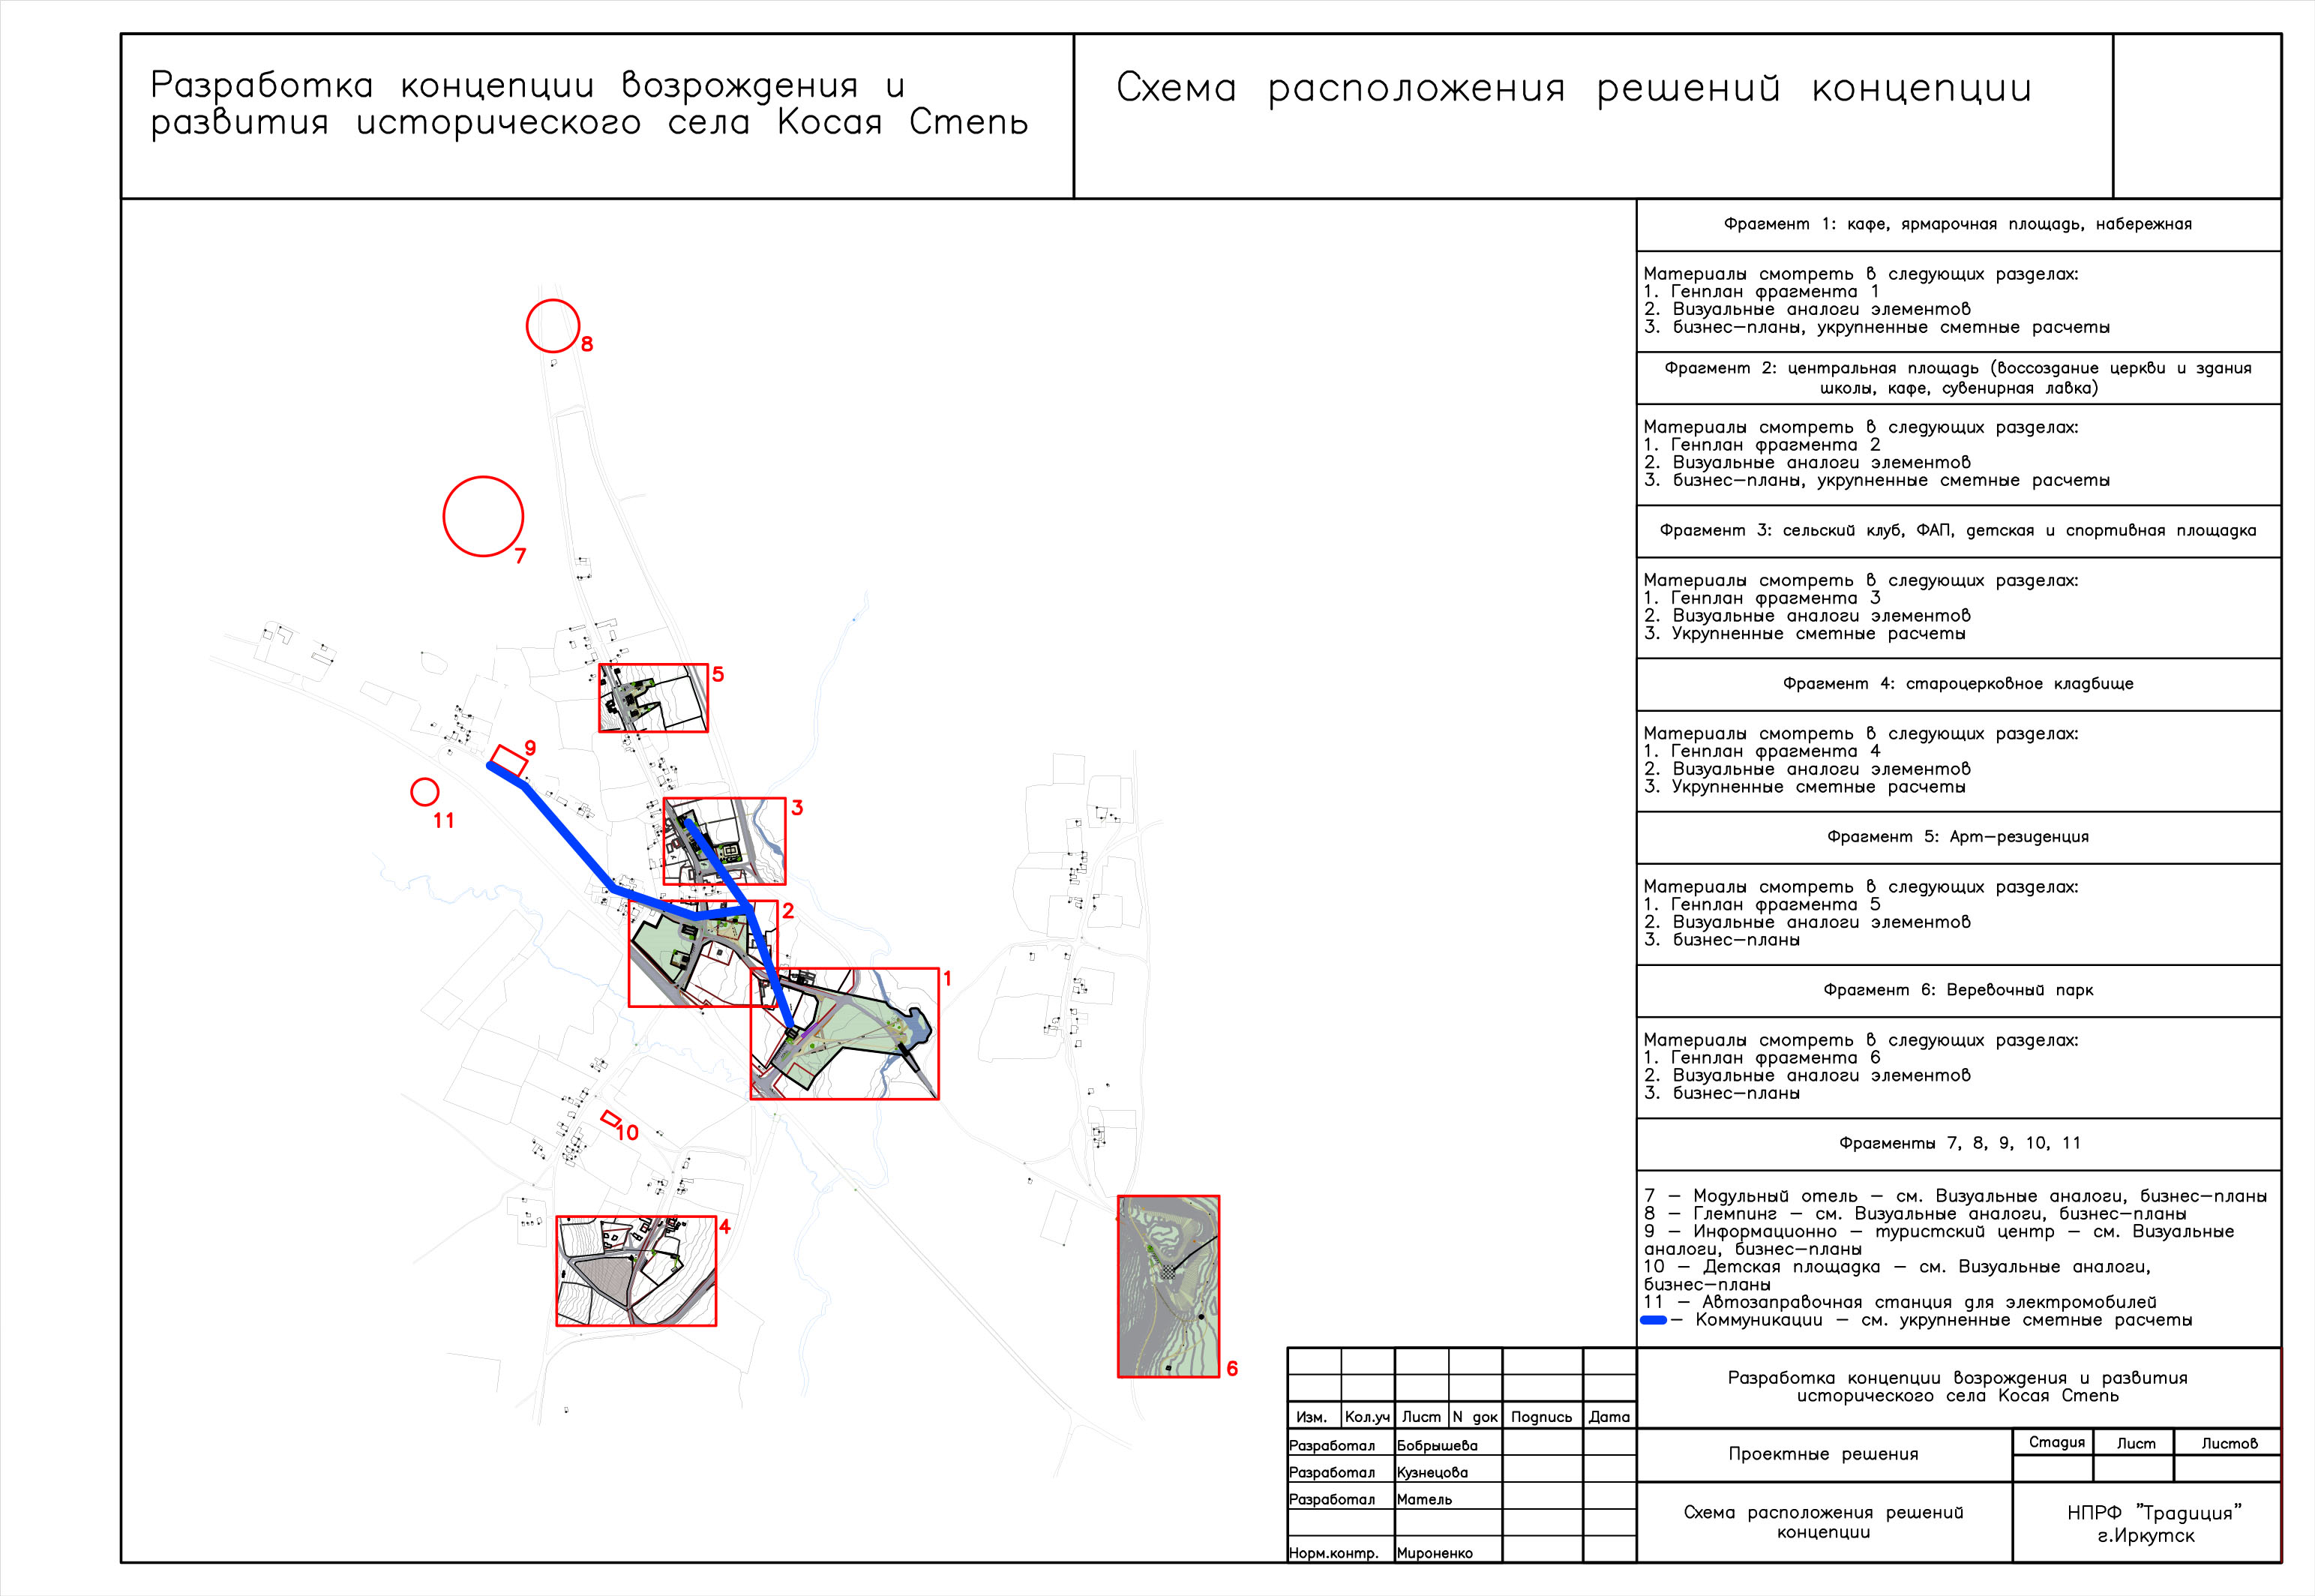 Разработка концепции возрождения и
развития исторического села Косая Степь
Схема расположения решений концепции
Фрагмент 1: кафе, ярмарочная площадь, набережная
Материалы смотреть в следующих разделах:
1. Генплан фрагмента 1
2. Визуальные аналоги элементов
3. бизнес-планы, укрупненные сметные расчеты
Фрагмент 2: центральная площадь (воссоздание церкви и здания
школы, кафе, сувенирная лавка)
Материалы смотреть в следующих разделах:
1. Генплан фрагмента 2
2. Визуальные аналоги элементов
3. бизнес-планы, укрупненные сметные расчеты
Фрагмент 3: сельский клуб, ФАП, детская и спортивная площадка
Материалы смотреть в следующих разделах:
1. Генплан фрагмента 3
2. Визуальные аналоги элементов
3. Укрупненные сметные расчеты
Фрагмент 4: староцерковное кладбище
Материалы смотреть в следующих разделах:
1. Генплан фрагмента 4
2. Визуальные аналоги элементов
3. Укрупненные сметные расчеты
Фрагмент 5: Арт-резиденция
Материалы смотреть в следующих разделах:
1. Генплан фрагмента 5
2. Визуальные аналоги элементов
3. бизнес-планы
Фрагмент 6: Веревочный парк
Материалы смотреть в следующих разделах:
1. Генплан фрагмента 6
2. Визуальные аналоги элементов
3. бизнес-планы
Фрагменты 7, 8, 9, 10, 11
7 - Модульный отель - см. Визуальные аналоги, бизнес-планы
8 - Глемпинг - см. Визуальные аналоги, бизнес-планы
9 - Информационно - туристский центр - см. Визуальные
аналоги, бизнес-планы
10 - Детская площадка - см. Визуальные аналоги,
бизнес-планы
11 - Автозаправочная станция для электромобилей
- Коммуникации - см. укрупненные сметные расчеты
8
7
5
9
11
3
2
1
10
4
6
Разработка концепции возрождения и развития
исторического села Косая Степь
Изм. Кол.уч Лист N док Подпись Дата
Разработал Бобрышева
Разработал Кузнецова
Разработал Матель
Норм.контр. Мироненко
Проектные решения
Стадия Лист Листов
Схема расположения решений
концепции
НПРФ "Традиция"
г.Иркутск